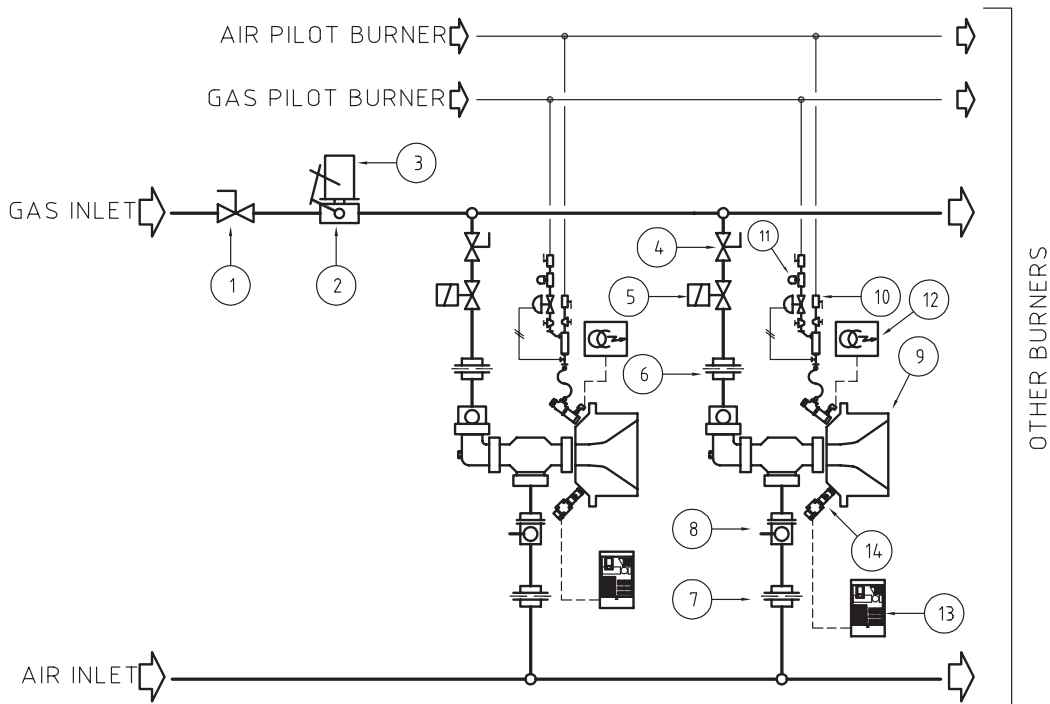 AIR PILOT BURNER
GAS PILOT BURNER
3
GAS INLET
4
11
1
2
5
10
12
6
9
OTHER BURNERS
8
14
7
13
AIR INLET